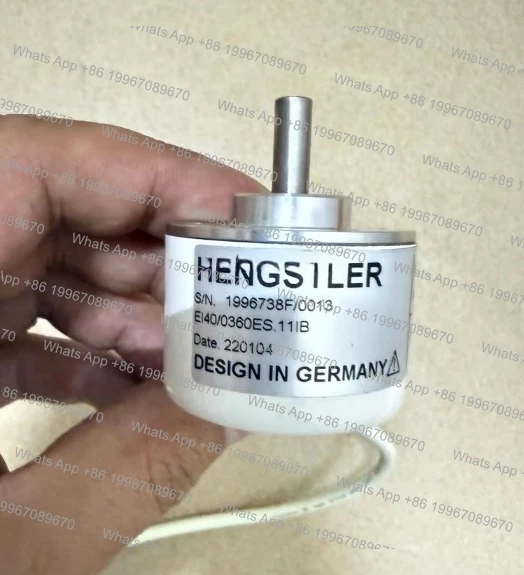 HENGSTLER
S/N. 1996738F/0013
EI40/0360ES.11IB
Date. 220104
DESIGN IN GERMANY
Whats App +86 19967089670